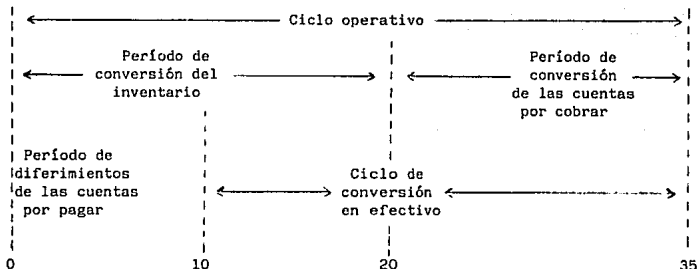 Ciclo operativo
Período de
conversión del
inventario
Período de
conversión
de las cuentas
por cobrar
Período de
diferimientos
de las cuentas
por pagar
Ciclo de
conversión
en efectivo
0 10 20 35